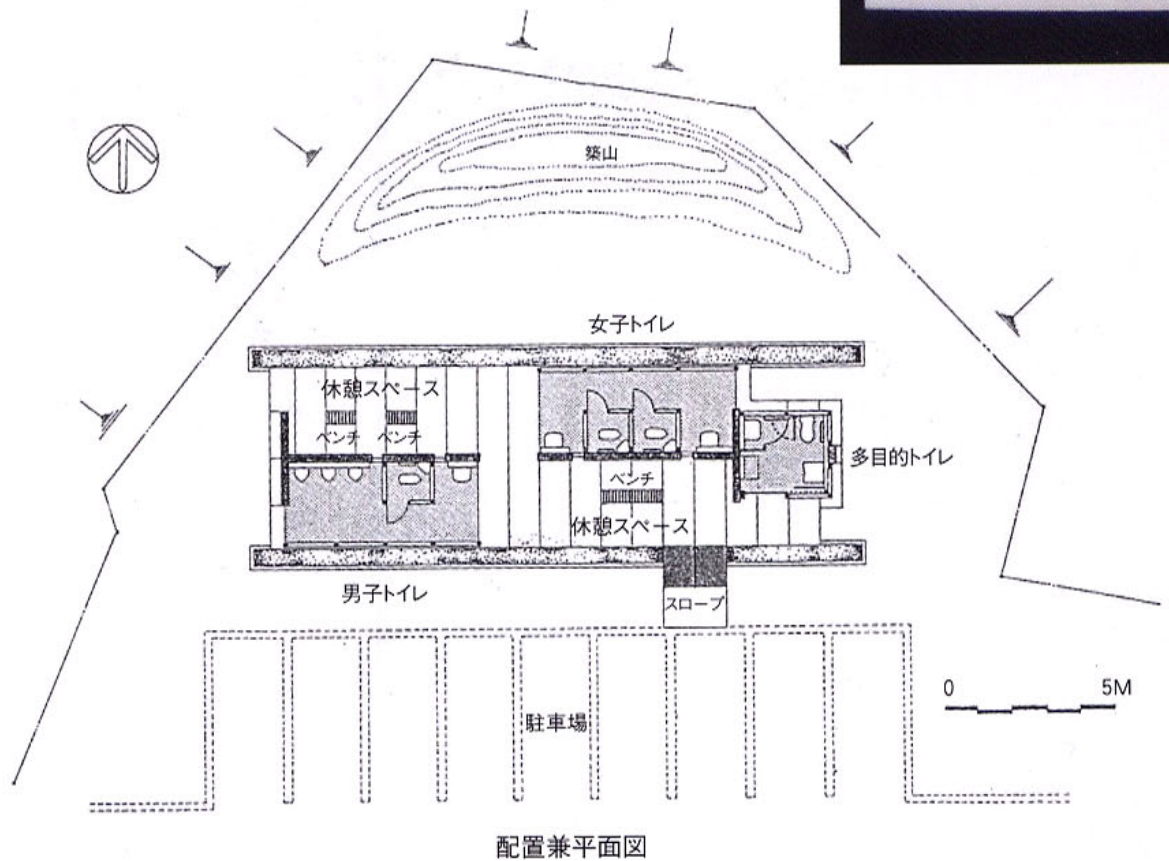 築山
女子トイレ
休憩スペース
ベンチ ベンチ
多目的トイレ
ベンチ
休憩スペース
男子トイレ
スロープ
0 5M
駐車場
配置兼平面図